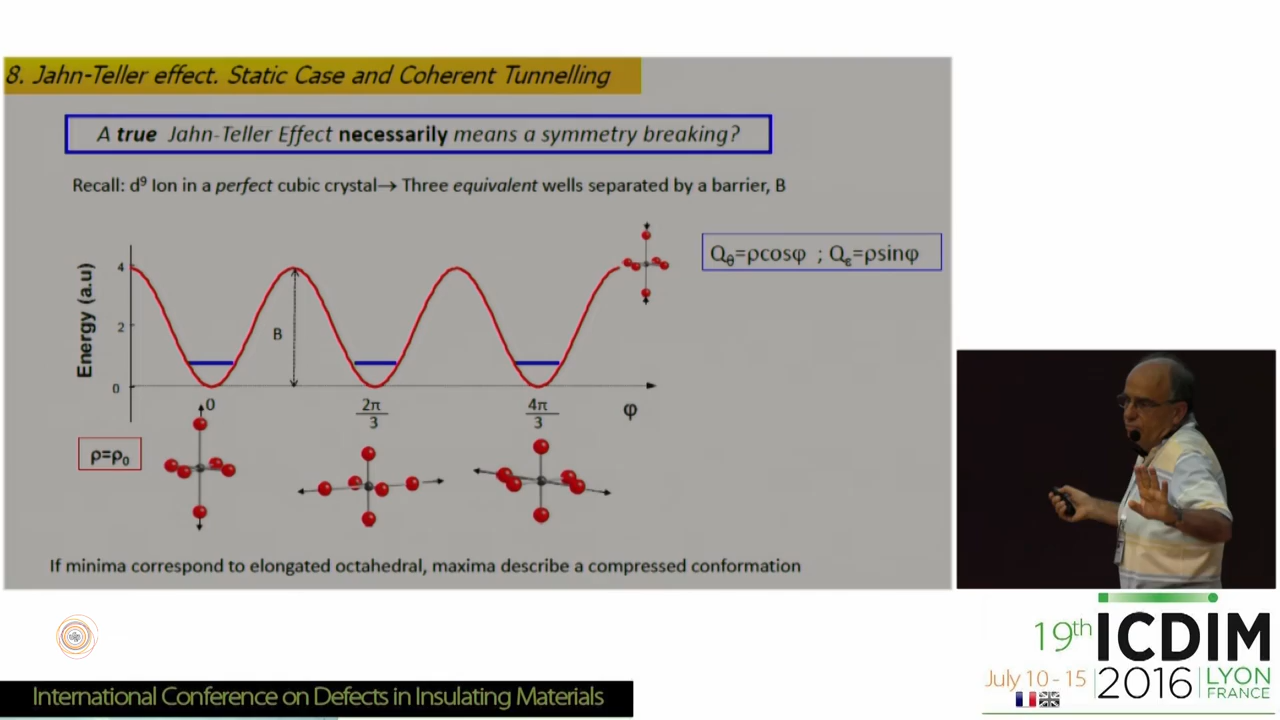 8. Jahn-Teller effect. Static Case and Coherent Tunnelling
A true Jahn-Teller Effect necessarily means a symmetry breaking?
Recall: d⁹ Ion in a perfect cubic crystal→ Three equivalent wells separated by a barrier, B
Q_θ=ρcosφ ; Q_ε=ρsinφ
Energy (a.u)
4
2
0
B
0
2π/3
4π/3
φ
ρ=ρ₀
If minima correspond to elongated octahedral, maxima describe a compressed conformation
19th ICDIM
July 10 - 15 2016 LYON
FRANCE
International Conference on Defects in Insulating Materials